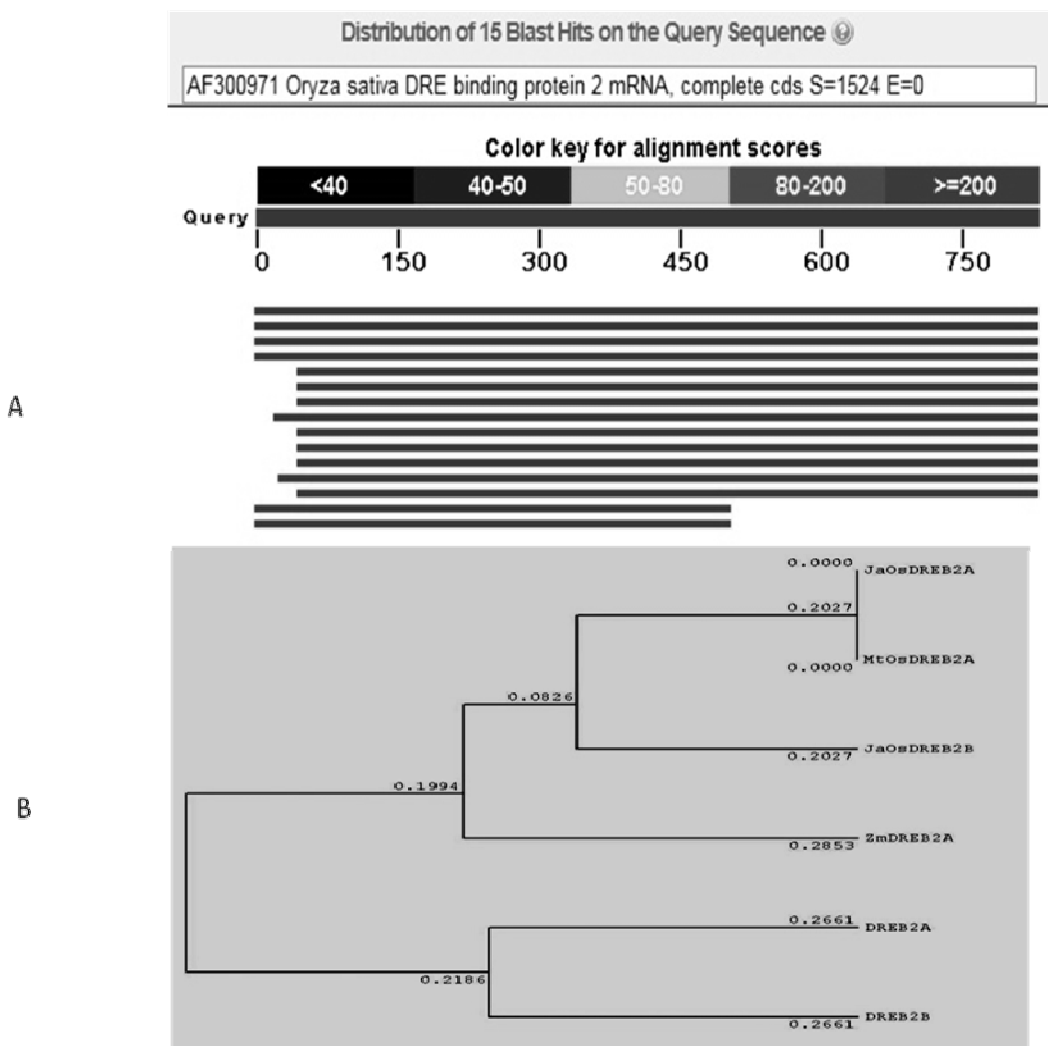 Distribution of 15 Blast Hits on the Query Sequence
AF300971 Oryza sativa DRE binding protein 2 mRNA, complete cds S=1524 E=0
Color key for alignment scores
<40 40-50 50-80 80-200 >=200
Query
0 150 300 450 600 750
A
0.0000 JaOsDREB2A
0.2027
0.0000 MtOsDREB2A
0.0826
JaOsDREB2B
0.2027
0.1994
B
ZmDREB2A
0.2853
0.2661
DREB2A
0.2186
DREB2B
0.2661